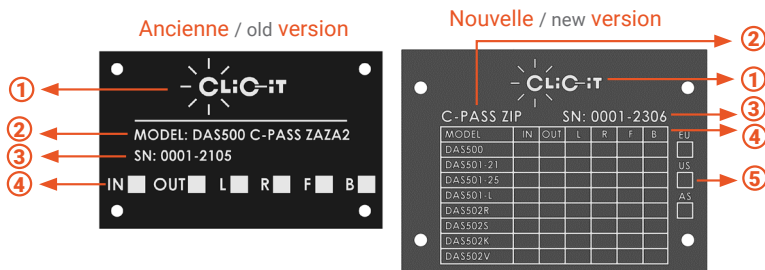 Ancienne / old version
① CLiC-iT
② MODEL: DAS500 C-PASS ZAZA2
③ SN: 0001-2105
④ IN OUT L R F B
Nouvelle / new version
②
CLiC-iT ①
C-PASS ZIP SN: 0001-2306 ③
MODEL IN OUT L R F B ④
EU
DAS500
DAS501-21
US
DAS501-25 ⑤
DAS501-L
AS
DAS502R
DAS502S
DAS502K
DAS502V